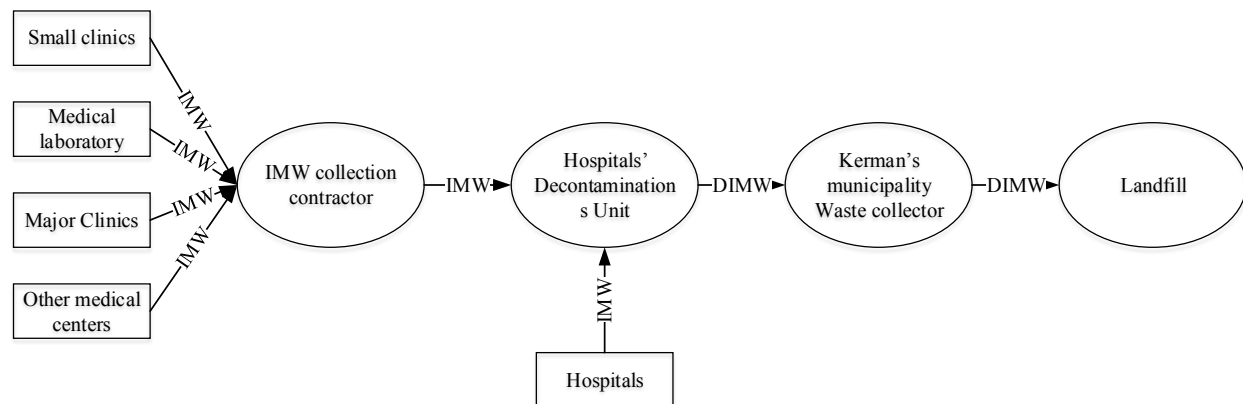 Small clinics
IMW
Medical
laboratory
IMW
Major Clinics
IMW
Other medical
centers
IMW
IMW collection
contractor
IMW
Hospitals’
Decontamination
s Unit
DIMW
Kerman’s
municipality
Waste collector
DIMW
Landfill
IMW
Hospitals